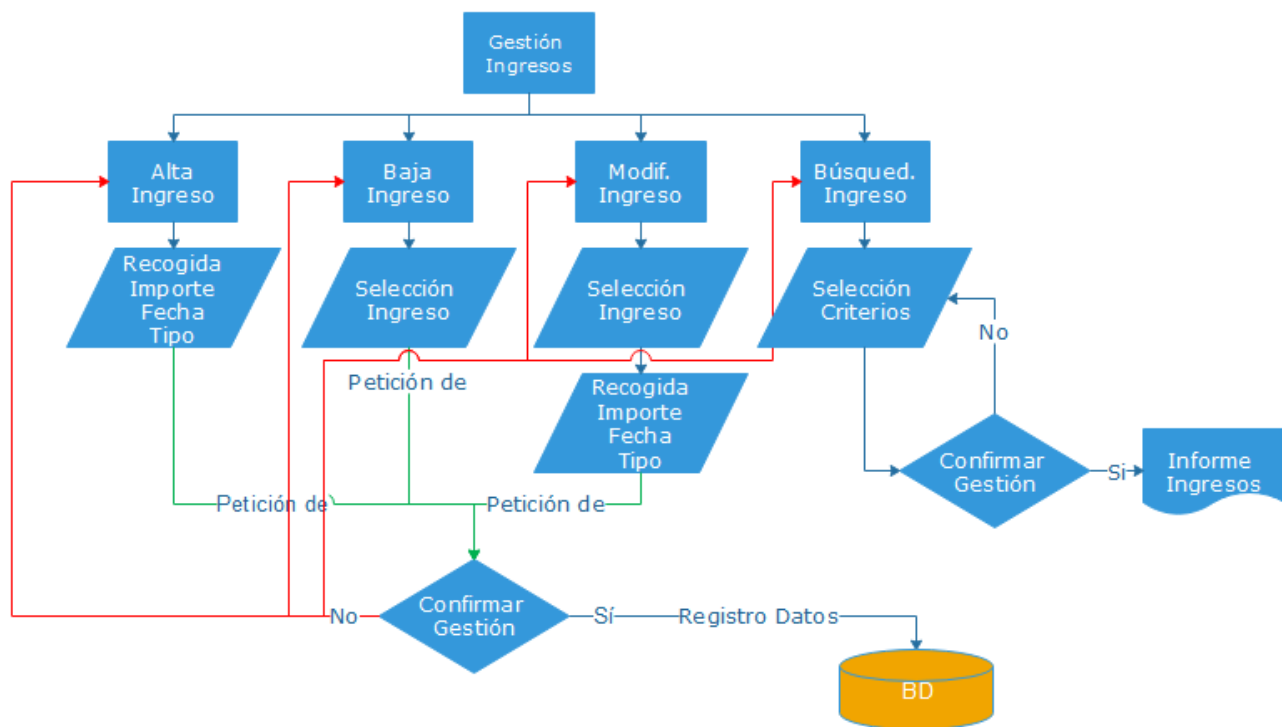 Gestión
Ingresos
Alta
Ingreso
Baja
Ingreso
Modif.
Ingreso
Búsqued.
Ingreso
Recogida
Importe
Fecha
Tipo
Selección
Ingreso
Selección
Ingreso
Selección
Criterios
No
Petición de
Recogida
Importe
Fecha
Tipo
Confirmar
Gestión
Si
Informe
Ingresos
Petición de
Petición de
Confirmar
Gestión
No
Sí
Registro Datos
BD